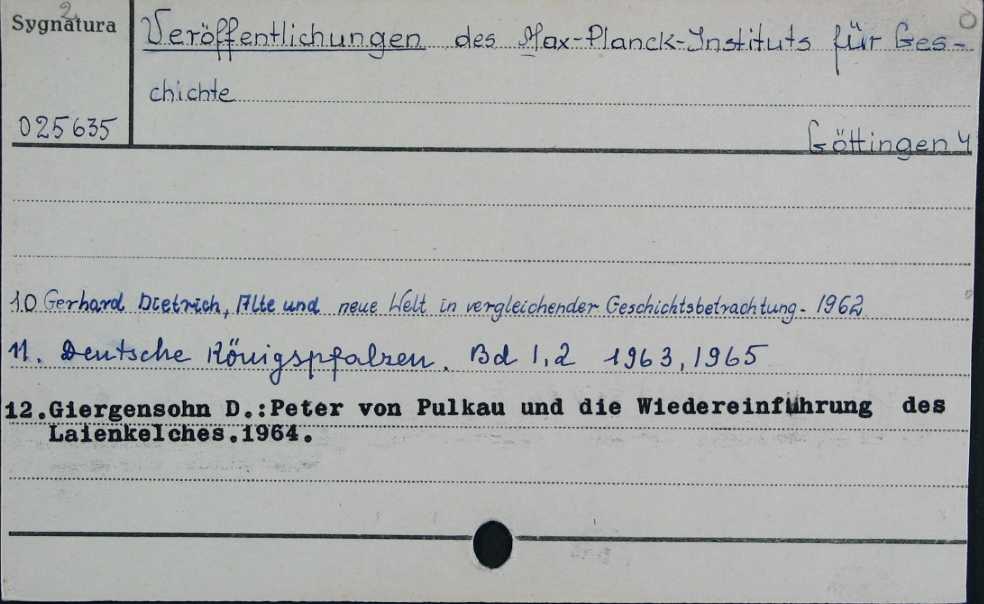 Sygnatura 2
Veröffentlichungen des Max-Planck-Instituts für Ges-
chichte
025635
Göttingen 4
10 Gerhard Dietrich, Alte und neue Welt in vergleichender Geschichtsbetrachtung. 1962
11. Deutsche Königspfalzen. Bd 1,2 1963, 1965
12.Giergensohn D.:Peter von Pulkau und die Wiedereinfuhrung des
Laienkelches.1964.